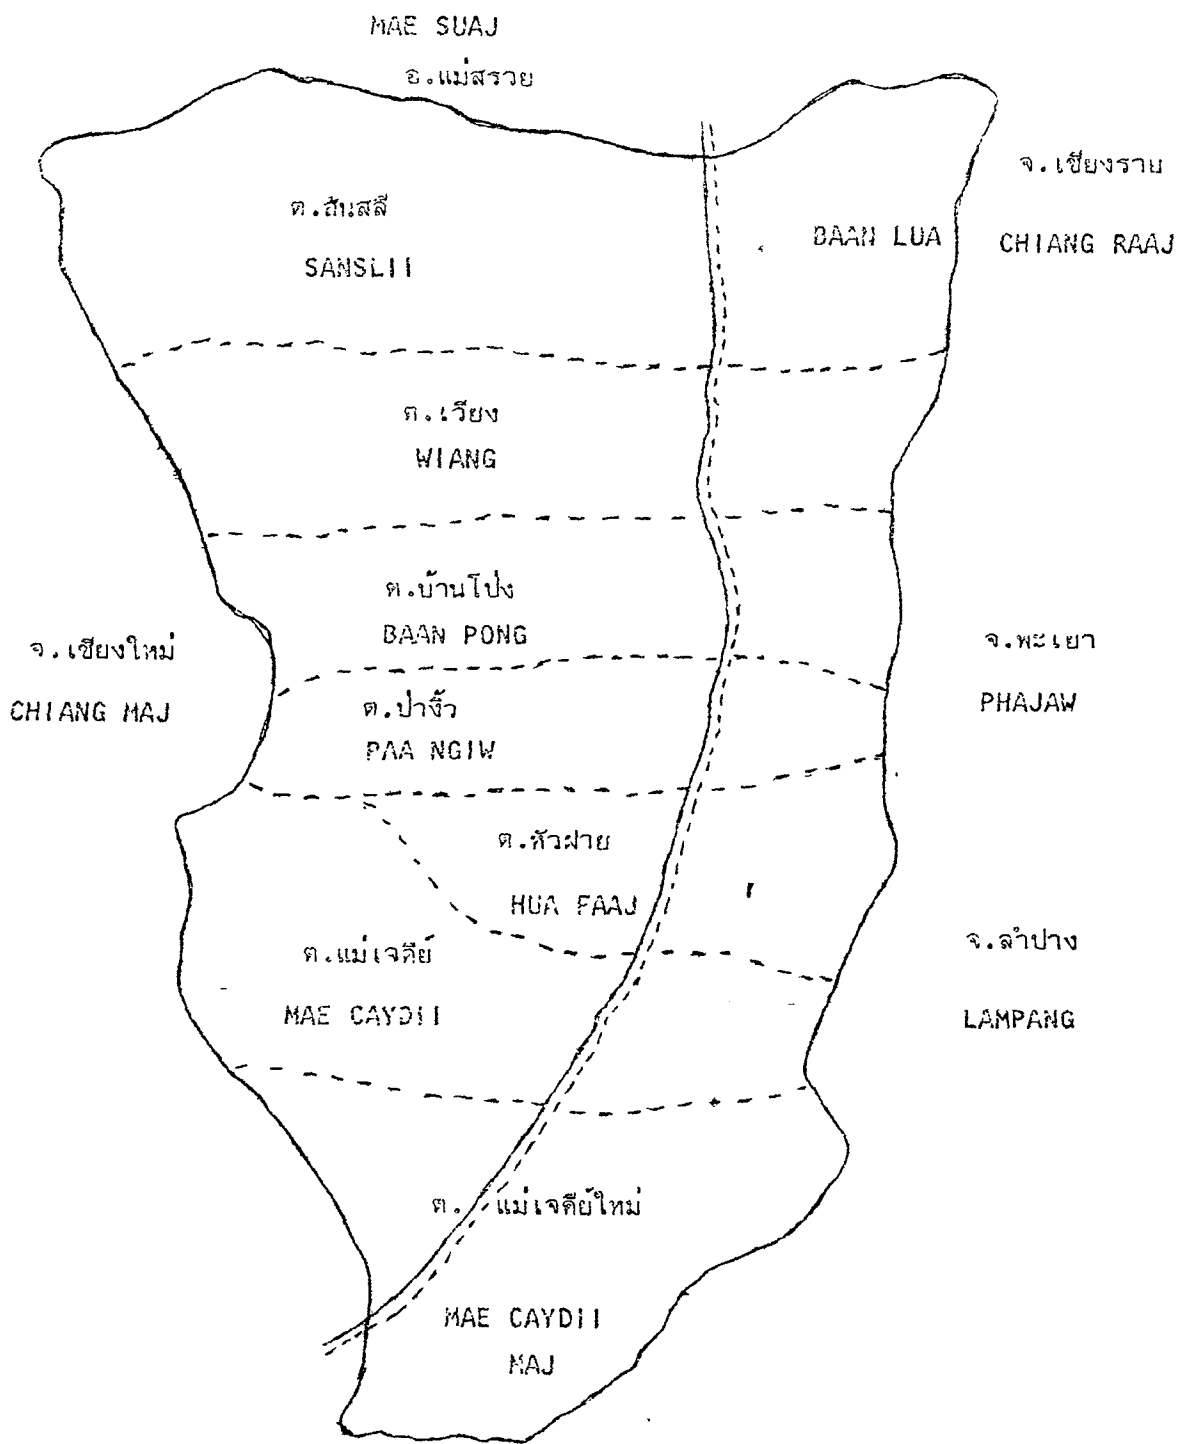 MAE SUAJ
อ.แม่สรวย
จ.เชียงราย
ต.สันสลี
BAAN LUA
CHIANG RAAJ
SANSLII
ต.เวียง
WIANG
ต.บ้านโป่ง
BAAN PONG
จ.เชียงใหม่
จ.พะเยา
CHIANG MAJ
ต.ป่างิ้ว
PHAJAW
PAA NGIW
ต.หัวฝาย
HUA FAAJ
ต.แม่เจดีย์
จ.ลำปาง
MAE CAYDII
LAMPANG
ต. แม่เจดีย์ใหม่
MAE CAYDII
MAJ